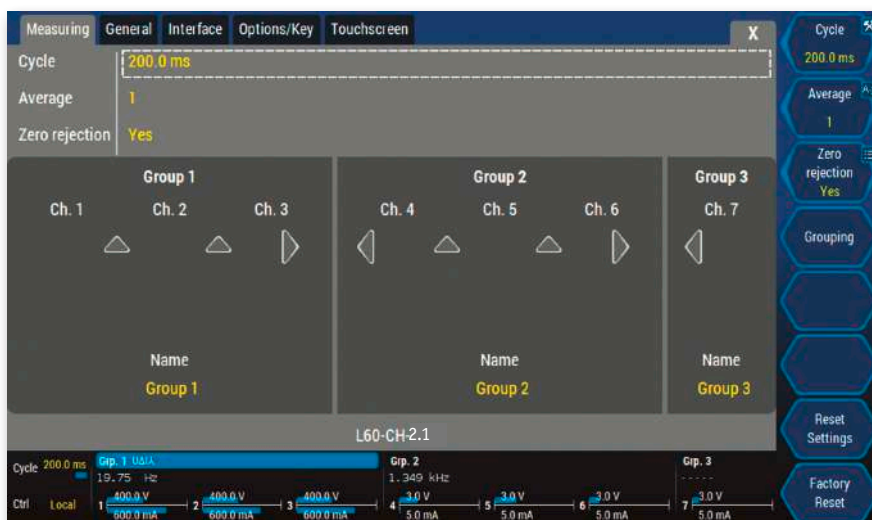 Measuring General Interface Options/Key Touchscreen X
Cycle 200.0 ms
Average 1
Zero rejection Yes
Group 1 Group 2 Group 3
Ch. 1 Ch. 2 Ch. 3 Ch. 4 Ch. 5 Ch. 6 Ch. 7
Name Name Name
Group 1 Group 2 Group 3
L60-CH-2.1
Cycle 200.0 ms Grp. 1 UΔIA Grp. 2 Grp. 3
19.75 Hz 1.349 kHz -----
Ctrl Local 1 400.0 V 2 400.0 V 3 400.0 V 4 3.0 V 5 3.0 V 6 3.0 V 7 3.0 V
600.0 mA 600.0 mA 600.0 mA 5.0 mA 5.0 mA 5.0 mA 5.0 mA
Cycle
200.0 ms
Average
1
Zero
rejection
Yes
Grouping
Reset
Settings
Factory
Reset